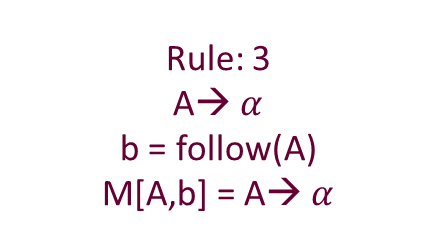 Rule: 3
A→ 𝛼
b = follow(A)
M[A,b] = A→ 𝛼